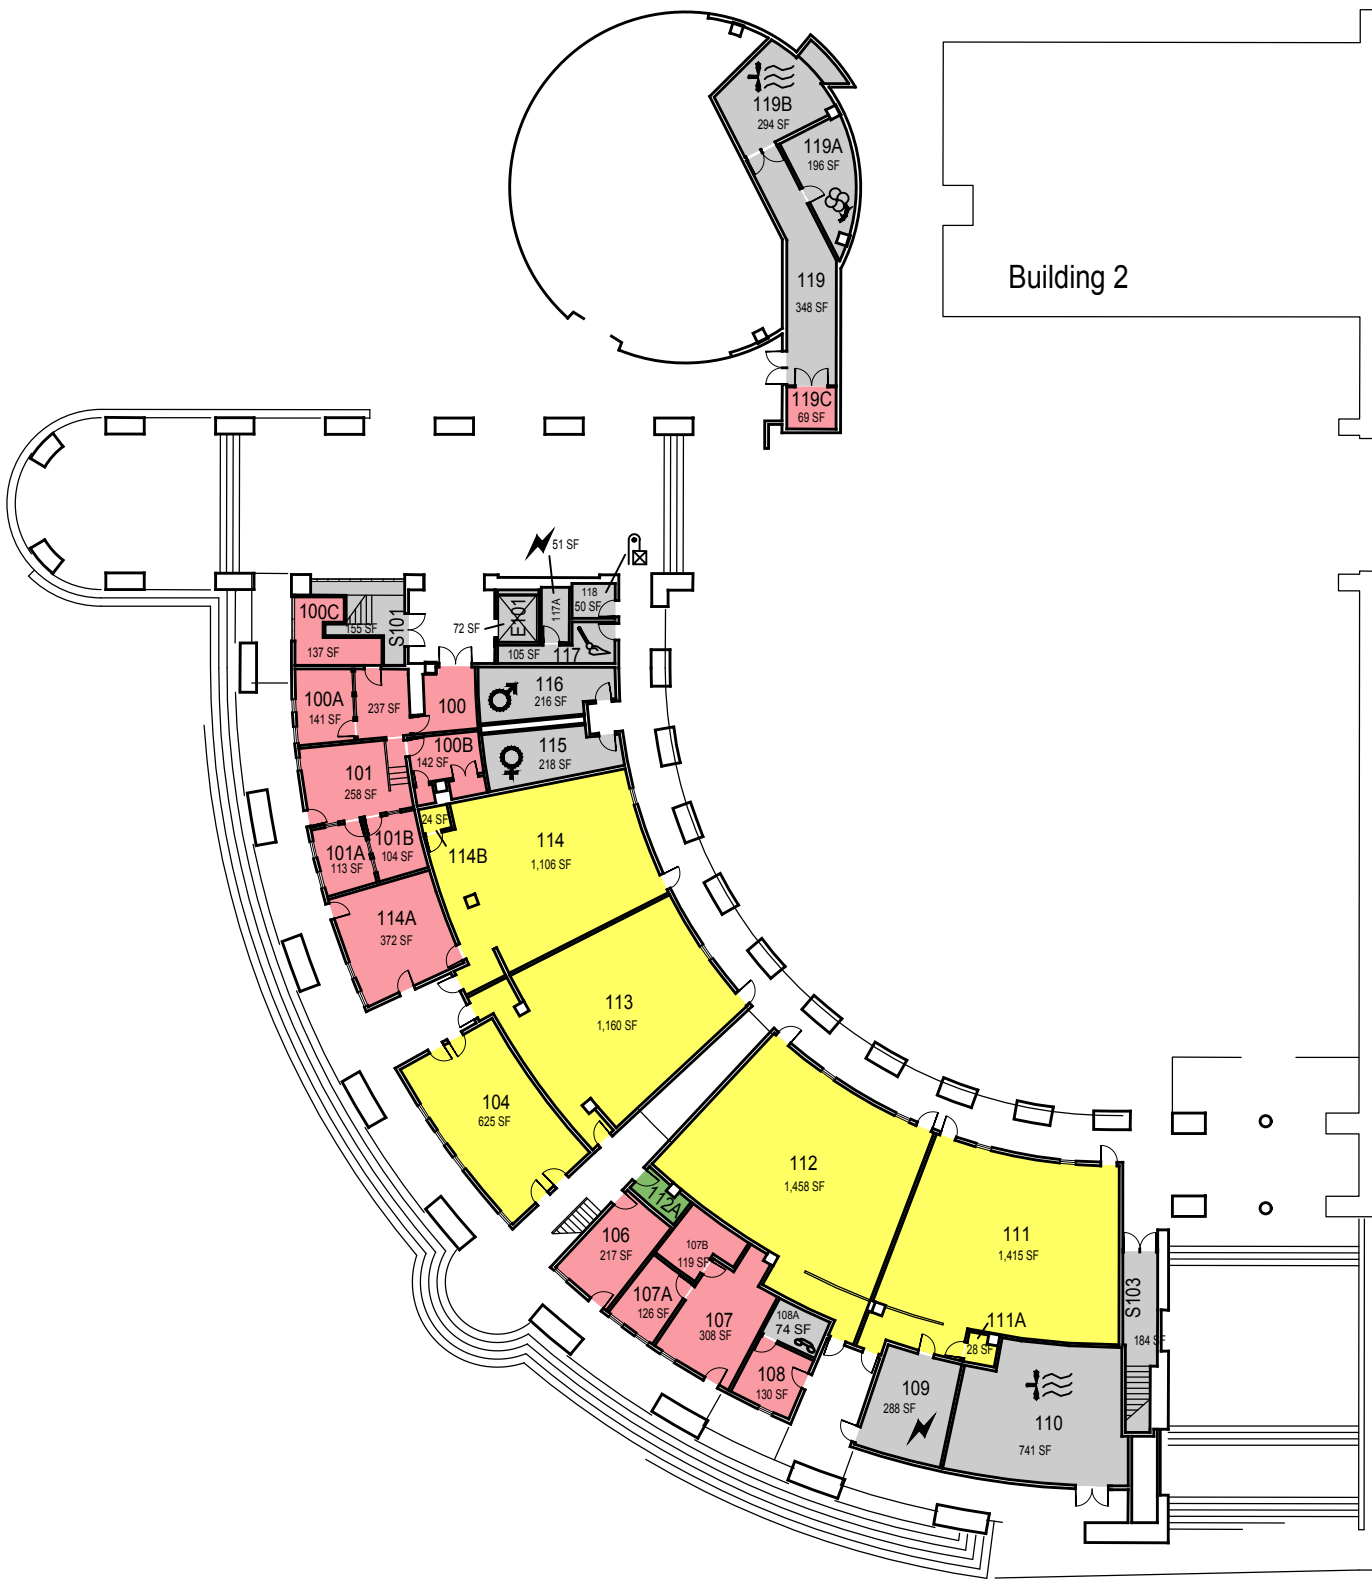 119B
294 SF
119A
196 SF
Building 2
119
348 SF
119C
69 SF
51 SF
118
50 SF
117A
EX01
72 SF
105 SF
117
100C
155 SF
S101
137 SF
116
216 SF
100A
141 SF
237 SF
100
115
218 SF
100B
142 SF
101
258 SF
24 SF
114
1,106 SF
114B
101B
104 SF
101A
113 SF
114A
372 SF
113
1,160 SF
104
625 SF
112
1,458 SF
112A
106
217 SF
107B
119 SF
111
1,415 SF
S103
184 SF
107A
126 SF
107
308 SF
108A
74 SF
111A
28 SF
108
130 SF
109
288 SF
110
741 SF